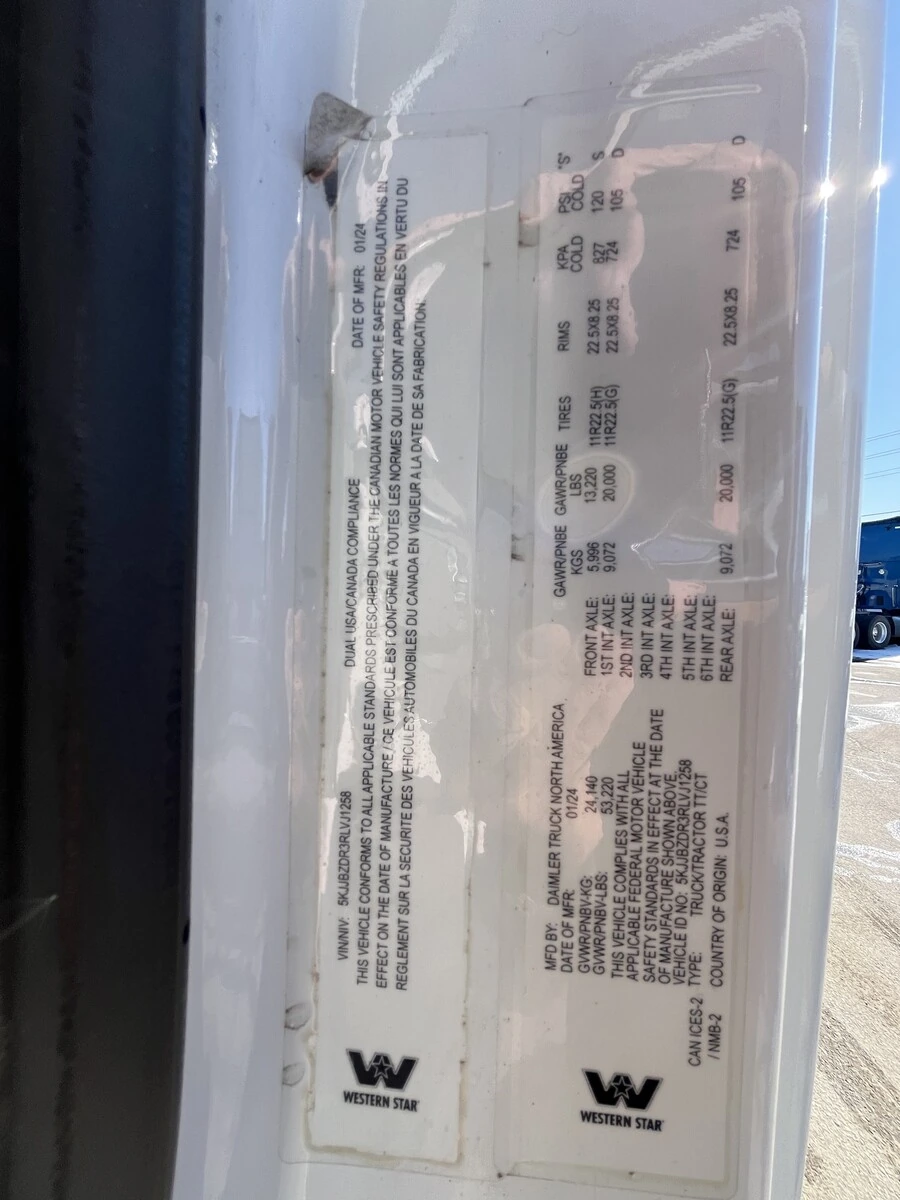 WESTERN STAR
VIN/NIV: 5KJJBZDR3RLVJ1258 DUAL USA/CANADA COMPLIANCE DATE OF MFR: 01/24
THIS VEHICLE CONFORMS TO ALL APPLICABLE STANDARDS PRESCRIBED UNDER THE CANADIAN MOTOR VEHICLE SAFETY REGULATIONS IN
EFFECT ON THE DATE OF MANUFACTURE / CE VEHICULE EST CONFORME A TOUTES LES NORMES QUI LUI SONT APPLICABLES EN VERTU DU
REGLEMENT SUR LA SECURITE DES VEHICULES AUTOMOBILES DU CANADA EN VIGUEUR A LA DATE DE SA FABRICATION.
WESTERN STAR
MFD BY: DAIMLER TRUCK NORTH AMERICA
DATE OF MFR: 01/24
GVWR/PNBV-KG: 24,140
GVWR/PNBV-LBS: 53,220
THIS VEHICLE COMPLIES WITH ALL
APPLICABLE FEDERAL MOTOR VEHICLE
SAFETY STANDARDS IN EFFECT AT THE DATE
OF MANUFACTURE SHOWN ABOVE
VEHICLE ID NO: 5KJJBZDR3RLVJ1258
TYPE: TRUCK/TRACTOR TT/CT
COUNTRY OF ORIGIN: U.S.A.
CAN ICES-2
/ NMB-2
GAWR/PNBE GAWR/PNBE TIRES RIMS KPA PSI "S"
KGS LBS COLD COLD
FRONT AXLE: 5,996 13,220 11R22.5(H) 22.5X8.25 827 120 S
1ST INT AXLE: 9,072 20,000 11R22.5(G) 22.5X8.25 724 105 D
2ND INT AXLE:
3RD INT AXLE:
4TH INT AXLE:
5TH INT AXLE:
6TH INT AXLE:
REAR AXLE: 9,072 20,000 11R22.5(G) 22.5X8.25 724 105 D